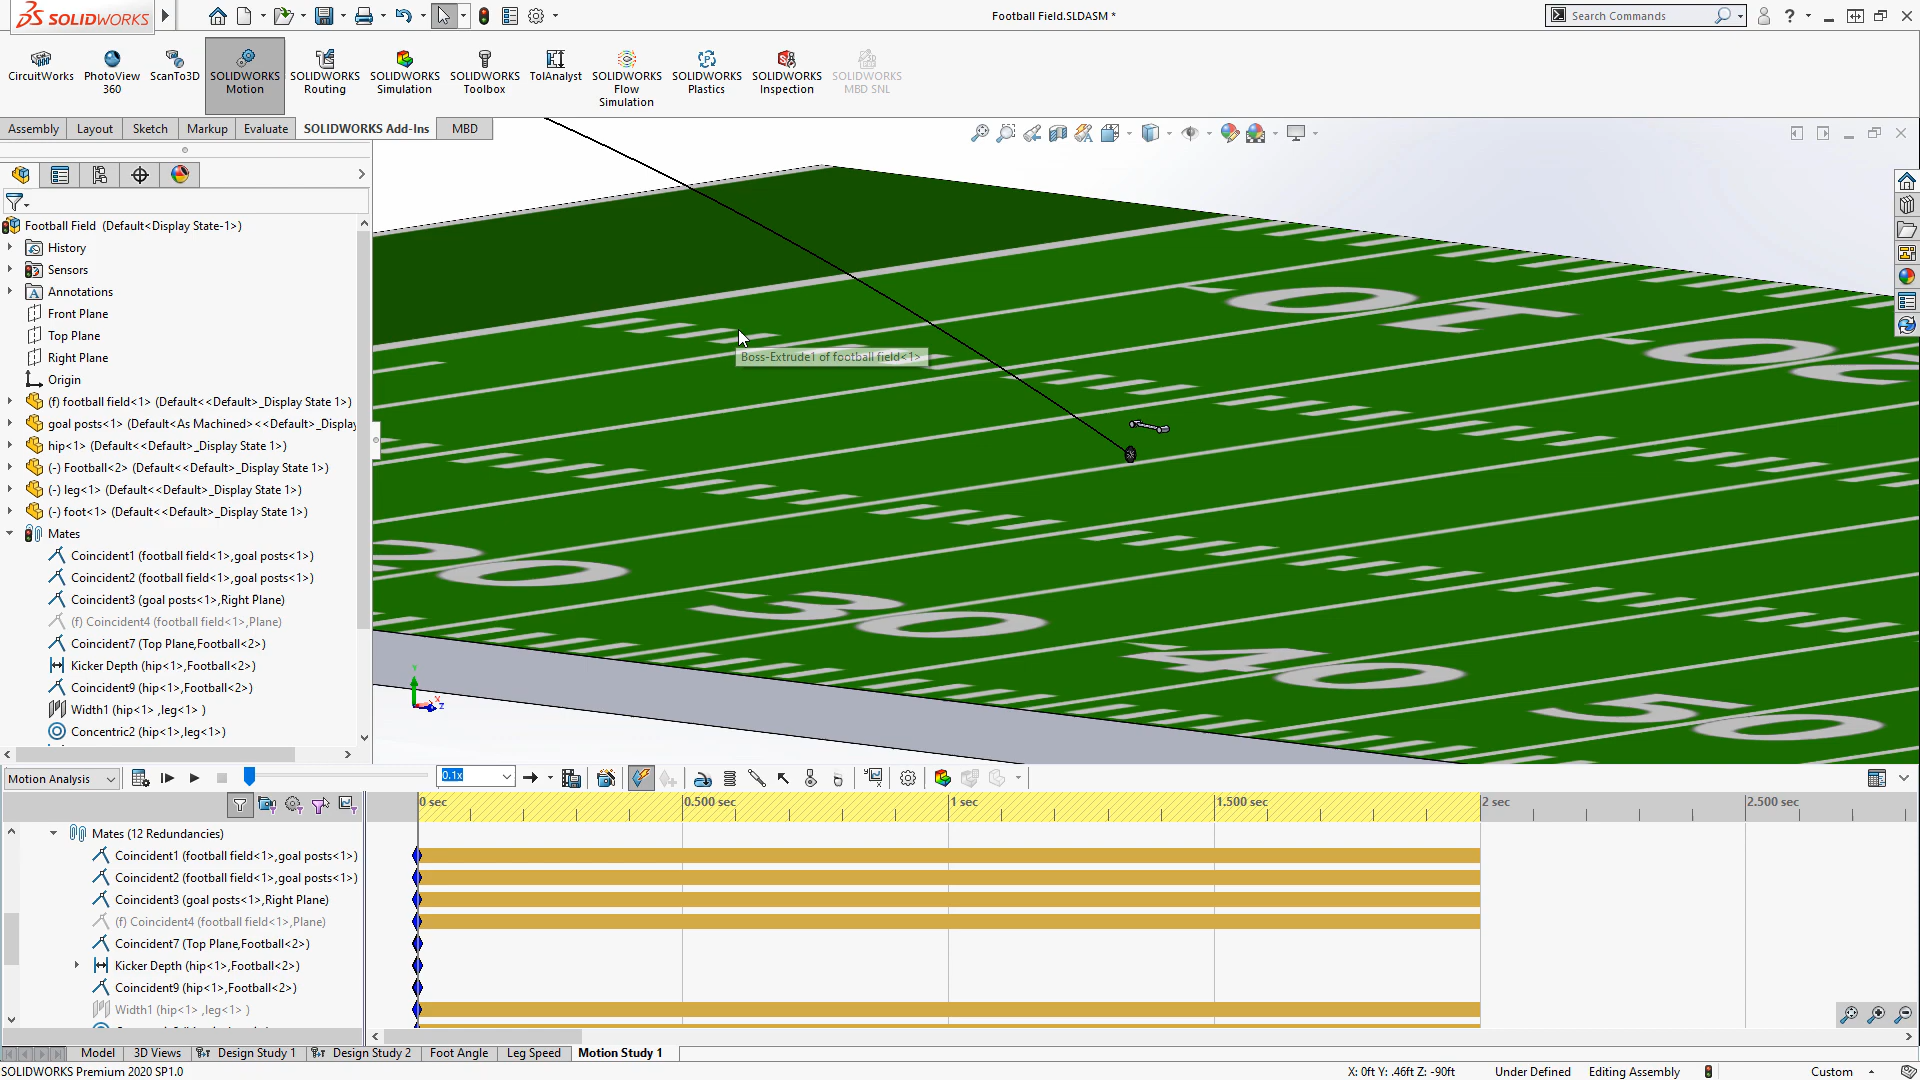 SOLIDWORKS
Football Field.SLDASM *
Search Commands
CircuitWorks
PhotoView 360
ScanTo3D
SOLIDWORKS Motion
SOLIDWORKS Routing
SOLIDWORKS Simulation
SOLIDWORKS Toolbox
TolAnalyst
SOLIDWORKS Flow Simulation
SOLIDWORKS Plastics
SOLIDWORKS Inspection
SOLIDWORKS MBD SNL
Assembly
Layout
Sketch
Markup
Evaluate
SOLIDWORKS Add-Ins
MBD
Football Field (Default<Display State-1>)
History
Sensors
Annotations
Front Plane
Top Plane
Right Plane
Origin
(f) football field<1> (Default<<Default>_Display State 1>)
goal posts<1> (Default<As Machined><<Default>_Display
hip<1> (Default<<Default>_Display State 1>)
(-) Football<2> (Default<<Default>_Display State 1>)
(-) leg<1> (Default<<Default>_Display State 1>)
(-) foot<1> (Default<<Default>_Display State 1>)
Mates
Coincident1 (football field<1>,goal posts<1>)
Coincident2 (football field<1>,goal posts<1>)
Coincident3 (goal posts<1>,Right Plane)
(f) Coincident4 (football field<1>,Plane)
Coincident7 (Top Plane,Football<2>)
Kicker Depth (hip<1>,Football<2>)
Coincident9 (hip<1>,Football<2>)
Width1 (hip<1> ,leg<1> )
Concentric2 (hip<1>,leg<1>)
Boss-Extrude1 of football field<1>
1 0
2 0
0
3 0
4 0
5 0
Y
X
Z
Motion Analysis
0.1x
0 sec
0.500 sec
1 sec
1.500 sec
2 sec
2.500 sec
Mates (12 Redundancies)
Coincident1 (football field<1>,goal posts<1>)
Coincident2 (football field<1>,goal posts<1>)
Coincident3 (goal posts<1>,Right Plane)
(f) Coincident4 (football field<1>,Plane)
Coincident7 (Top Plane,Football<2>)
Kicker Depth (hip<1>,Football<2>)
Coincident9 (hip<1>,Football<2>)
Width1 (hip<1> ,leg<1> )
Model
3D Views
Design Study 1
Design Study 2
Foot Angle
Leg Speed
Motion Study 1
SOLIDWORKS Premium 2020 SP1.0
X: 0ft Y: .46ft Z: -90ft
Under Defined
Editing Assembly
Custom